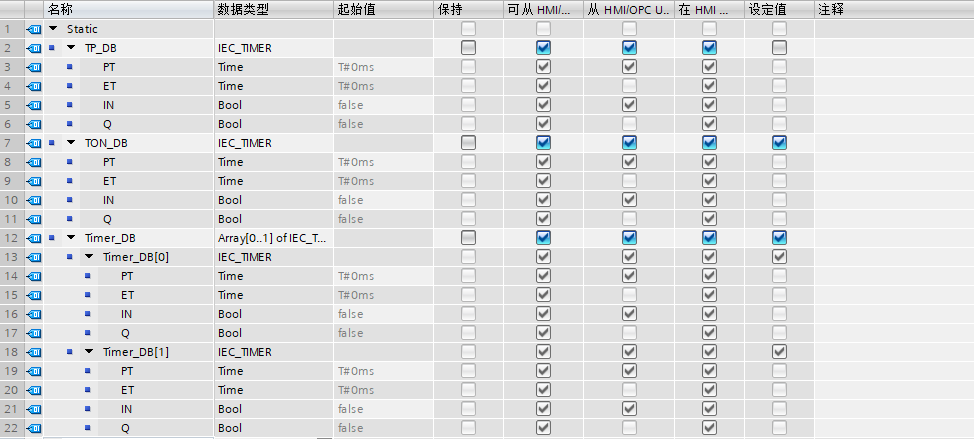 名称 数据类型 起始值 保持 可从 HMI/... 从 HMI/OPC U.. 在 HMI ... 设定值 注释
1 Static
2 TP_DB IEC_TIMER
3 PT Time T#0ms
4 ET Time T#0ms
5 IN Bool false
6 Q Bool false
7 TON_DB IEC_TIMER
8 PT Time T#0ms
9 ET Time T#0ms
10 IN Bool false
11 Q Bool false
12 Timer_DB Array[0..1] of IEC_T...
13 Timer_DB[0] IEC_TIMER
14 PT Time T#0ms
15 ET Time T#0ms
16 IN Bool false
17 Q Bool false
18 Timer_DB[1] IEC_TIMER
19 PT Time T#0ms
20 ET Time T#0ms
21 IN Bool false
22 Q Bool false